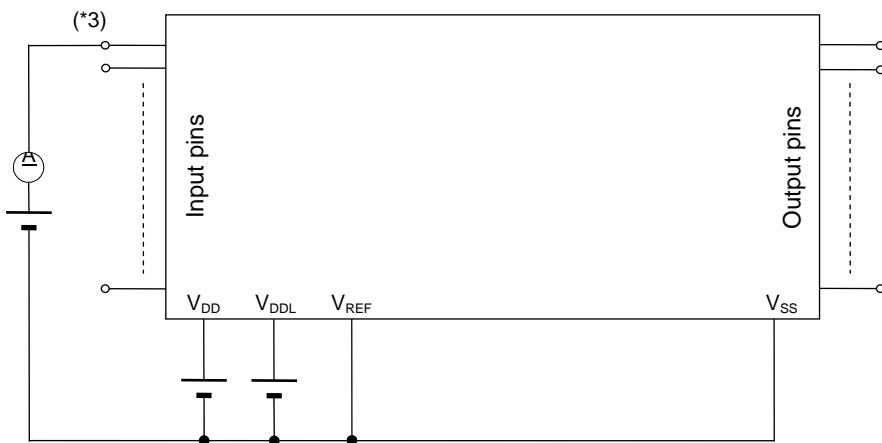 (*3)
A
Input pins
Output pins
VDD VDDL VREF VSS